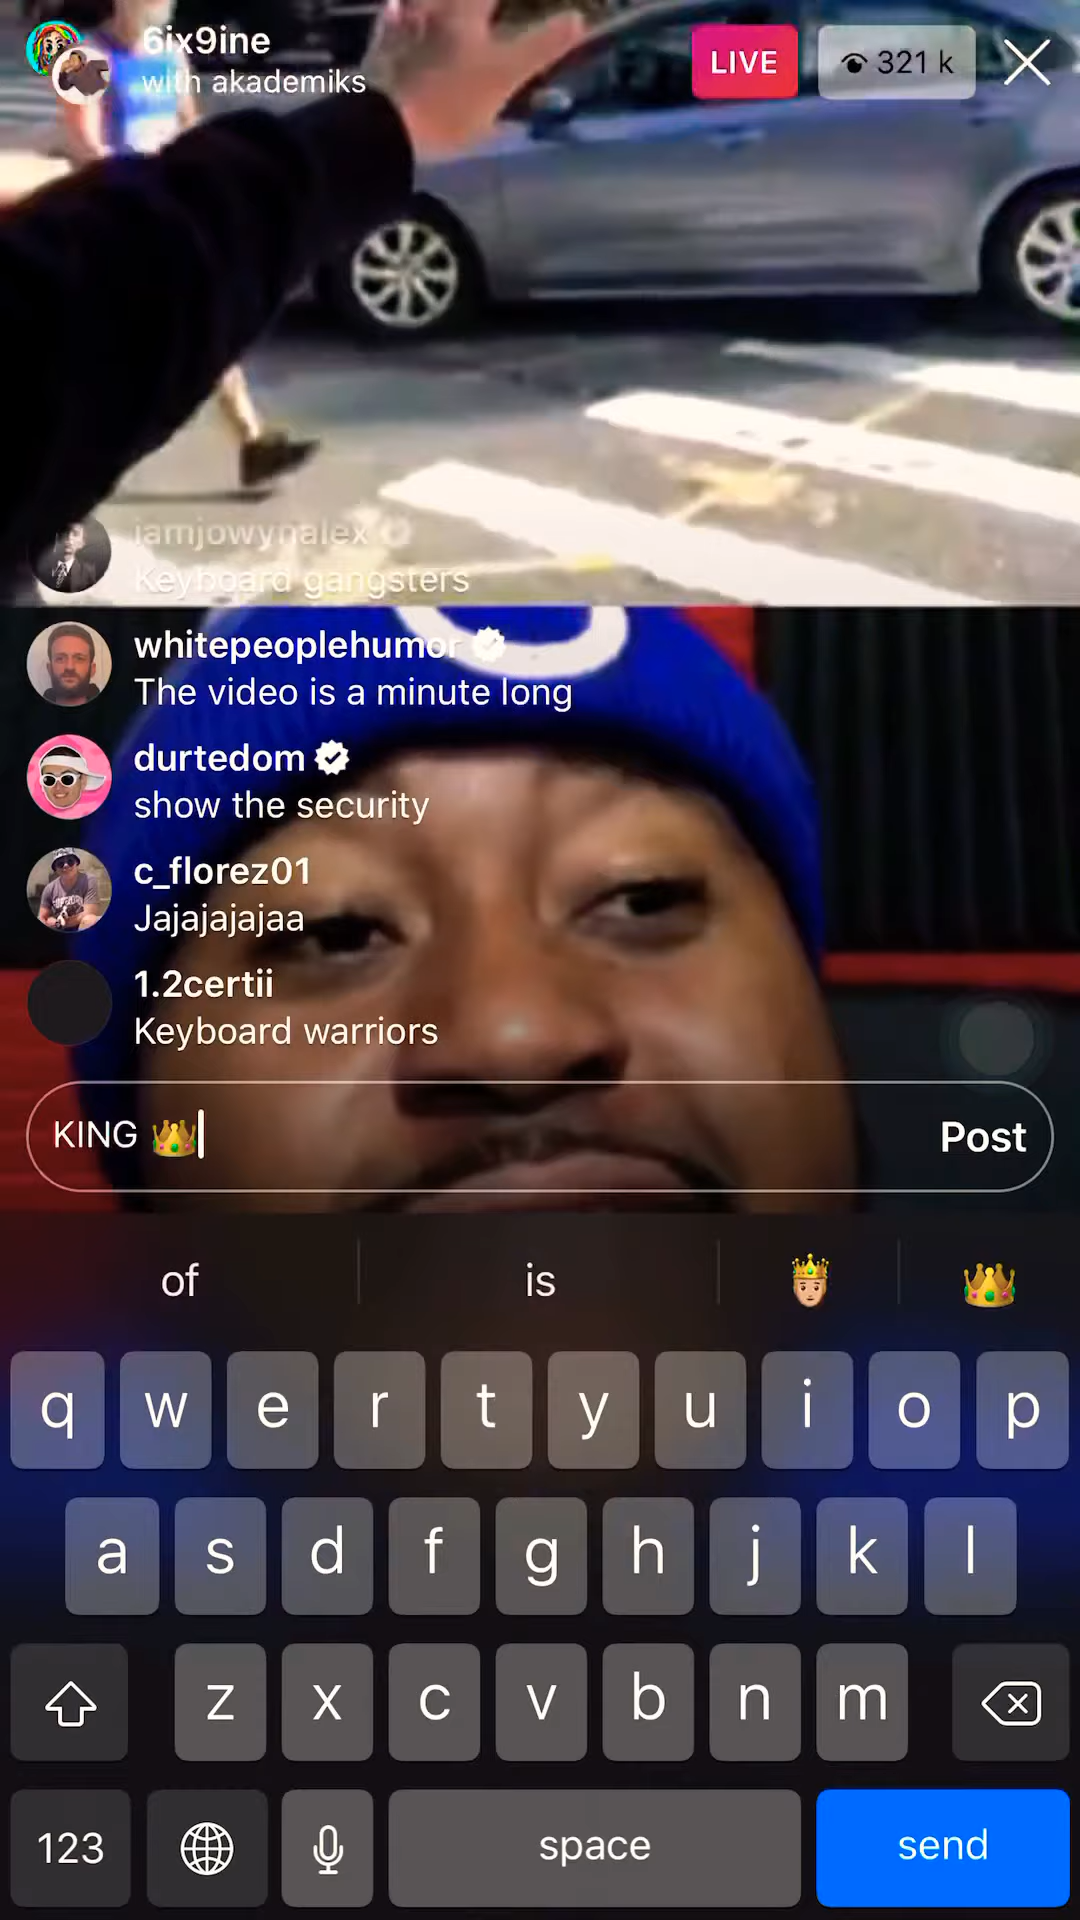 6ix9ine
with akademiks
LIVE
321 k
iamjowynalex
Keyboard gangsters
whitepeoplehumor
The video is a minute long
durtedom
show the security
c_florez01
Jajajajajaa
1.2certii
Keyboard warriors
KING 👑
Post
of is 🤴🏼 👑
q w e r t y u i o p
a s d f g h j k l
z x c v b n m
123 space send